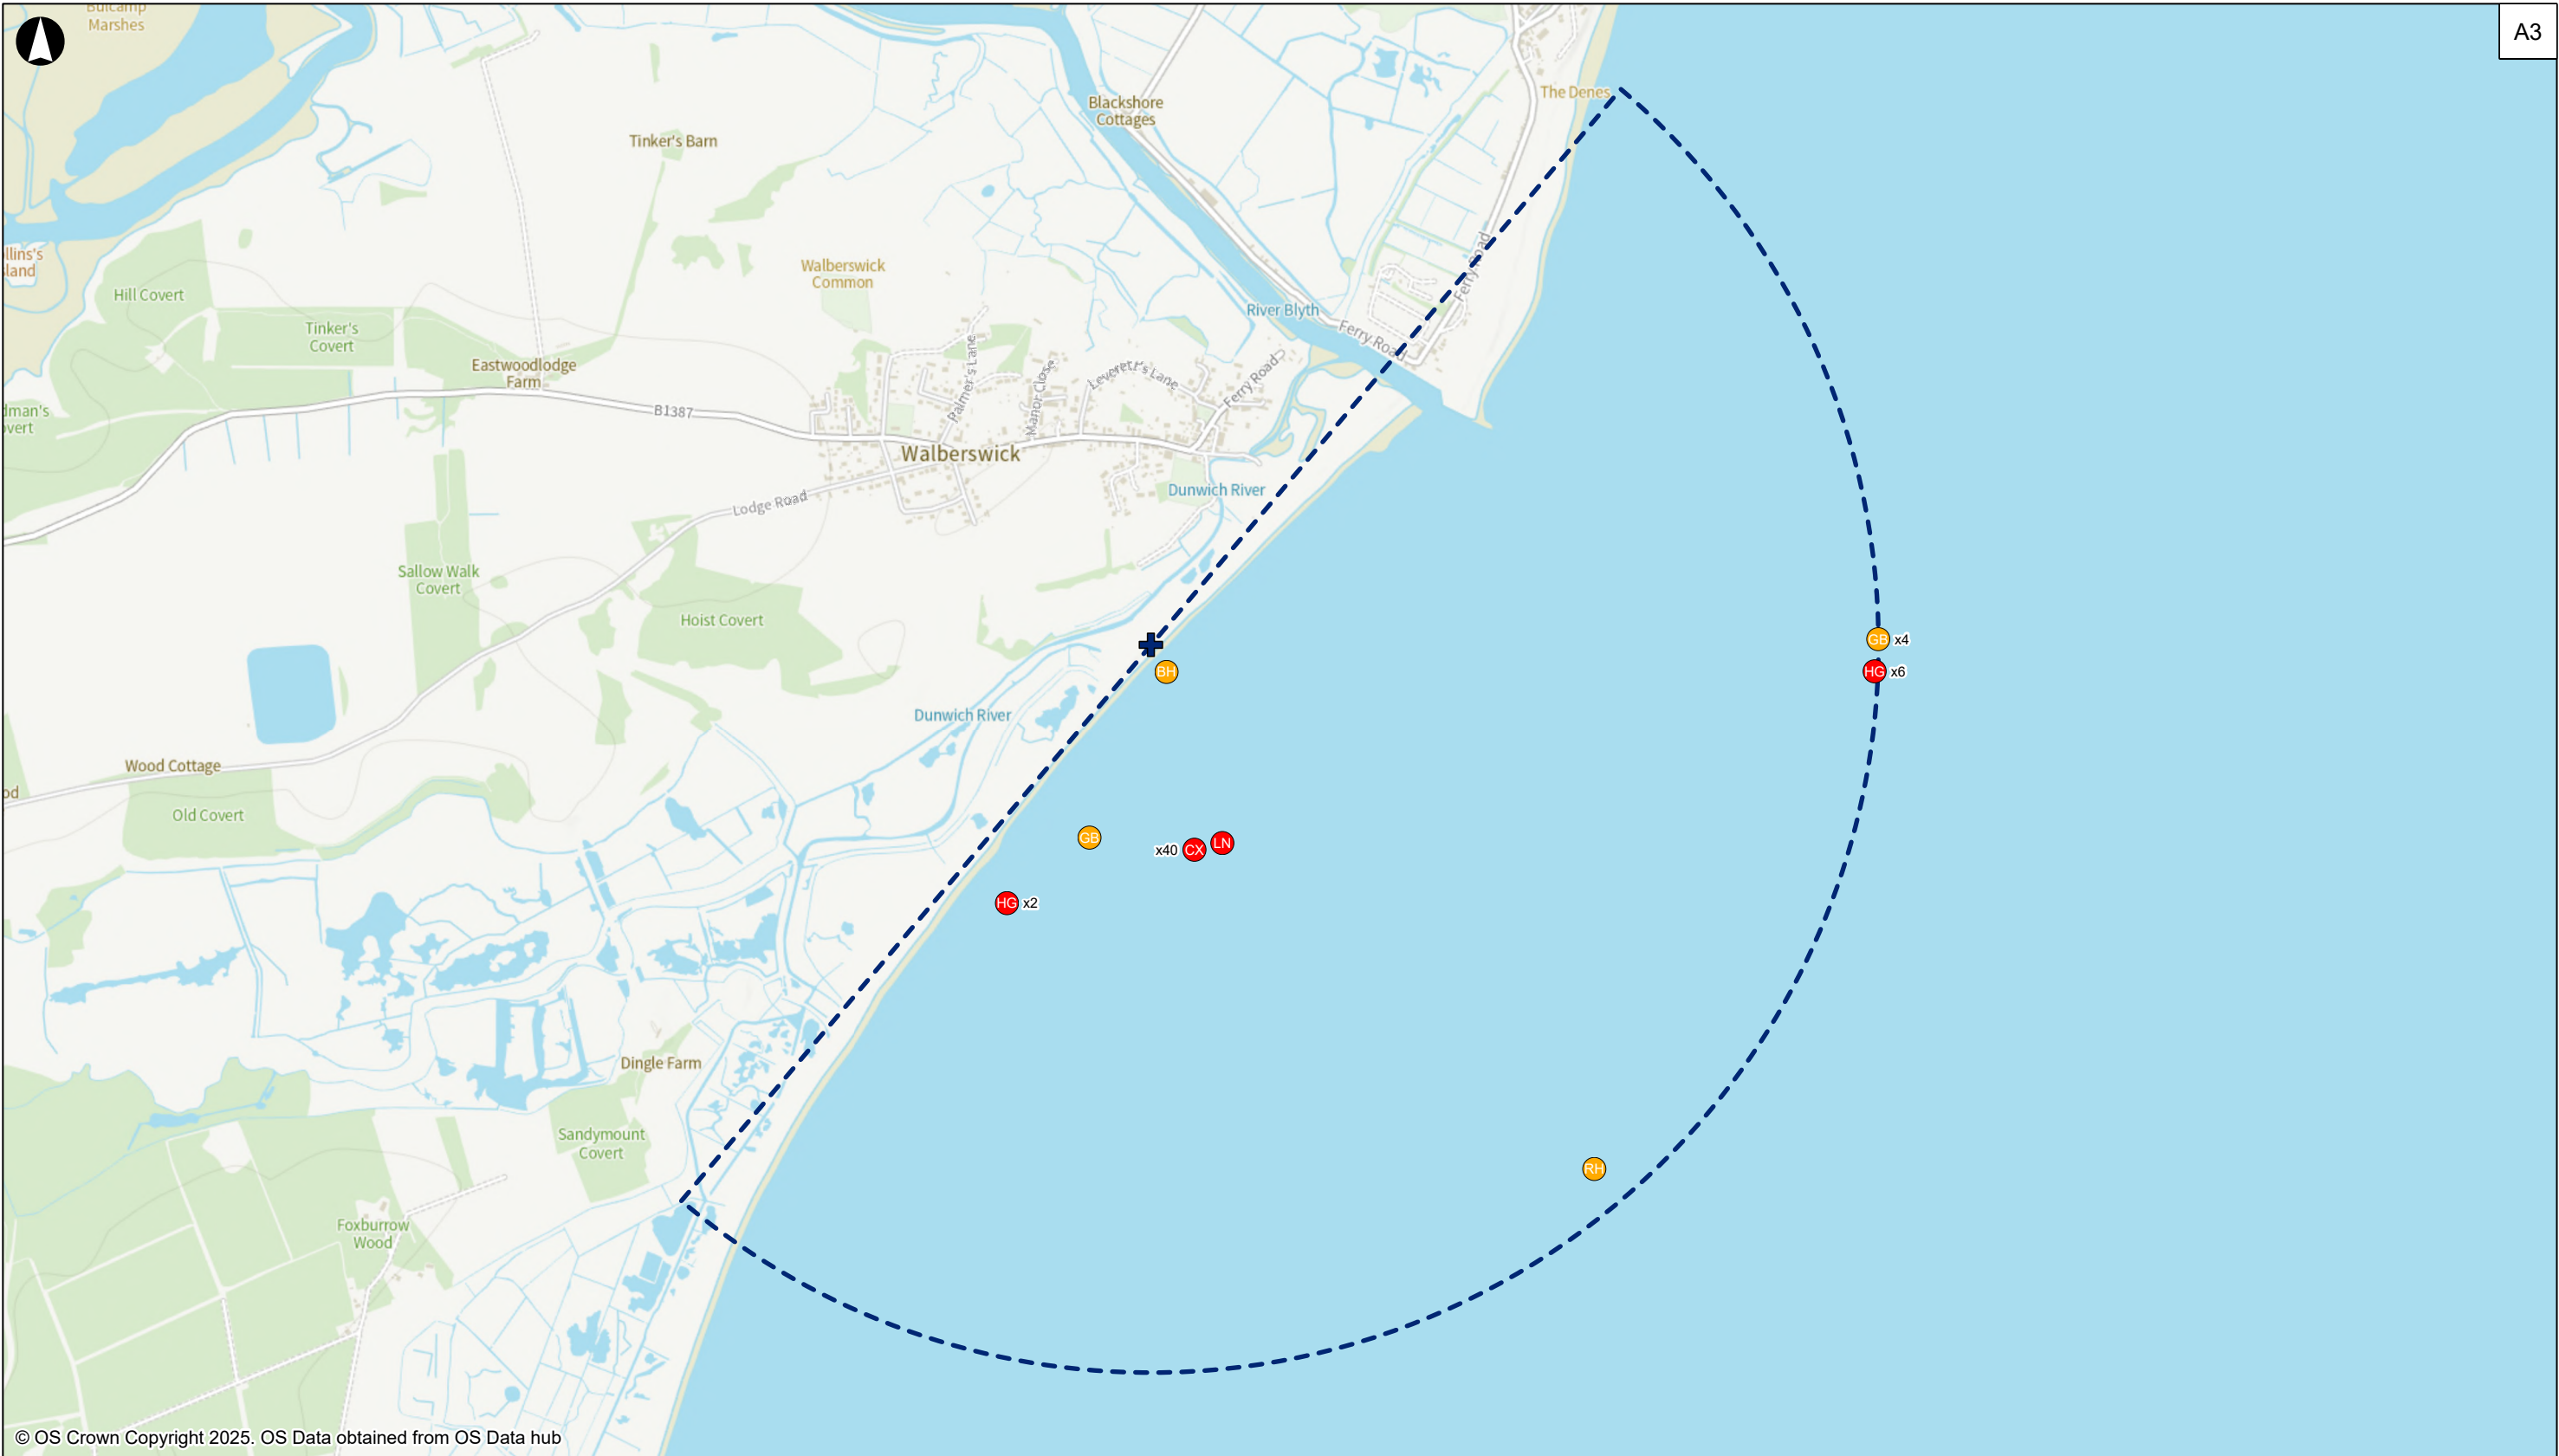 Bulcamp
Marshes
A3
The Denes
Blackshore
Cottages
Tinker's Barn
Walberswick
Common
Hill Covert
Ferry Road
River Blyth
Tinker's
Covert
Ferry Road
Eastwoodlodge
Farm
Palmer's Lane
Manor Close
Leverett's Lane
Ferry Road
B1387
Walberswick
Dunwich River
Lodge Road
Sallow Walk
Covert
Hoist Covert
GB x4
BH
HG x6
Dunwich River
Wood Cottage
Old Covert
GB
x40 CX LN
HG x2
Dingle Farm
Sandymount
Covert
RH
Foxburrow
Wood
© OS Crown Copyright 2025. OS Data obtained from OS Data hub